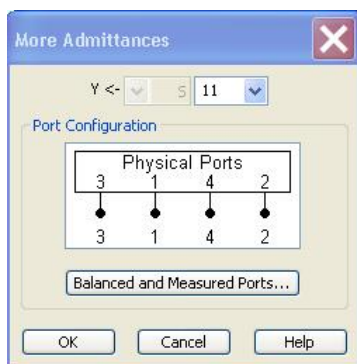 More Admittances
Y <- S 11
Port Configuration
Physical Ports
3 1 4 2
3 1 4 2
Balanced and Measured Ports...
OK Cancel Help